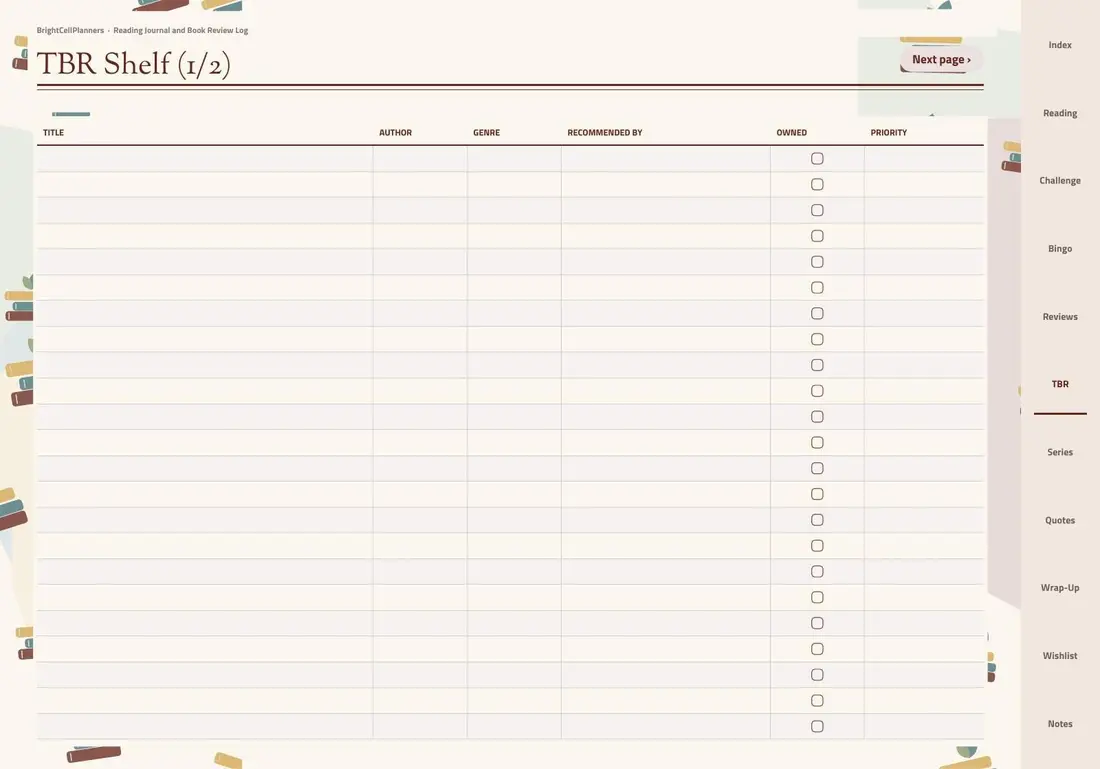 BrightCellPlanners · Reading Journal and Book Review Log
TBR Shelf (1/2)
Next page ›
TITLE AUTHOR GENRE RECOMMENDED BY OWNED PRIORITY
Index
Reading
Challenge
Bingo
Reviews
TBR
Series
Quotes
Wrap-Up
Wishlist
Notes